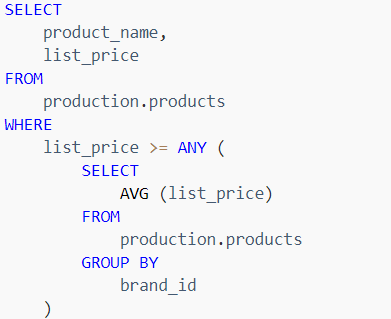 SELECT
    product_name,
    list_price
FROM
    production.products
WHERE
    list_price >= ANY (
        SELECT
            AVG (list_price)
        FROM
            production.products
        GROUP BY
            brand_id
    )